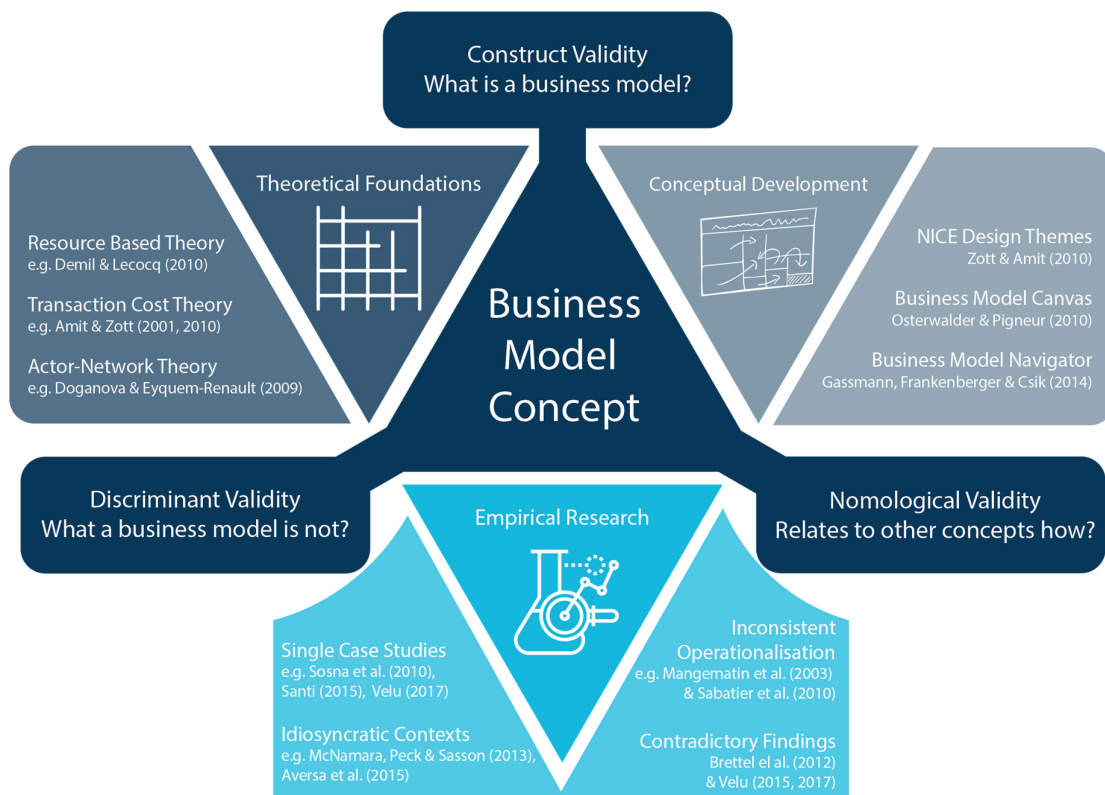 Construct Validity
What is a business model?
Theoretical Foundations
Conceptual Development
Resource Based Theory
e.g. Demil & Lecocq (2010)
Transaction Cost Theory
e.g. Amit & Zott (2001, 2010)
Actor-Network Theory
e.g. Doganova & Eyquem-Renault (2009)
NICE Design Themes
Zott & Amit (2010)
Business Model Canvas
Osterwalder & Pigneur (2010)
Business Model Navigator
Gassmann, Frankenberger & Csik (2014)
Business
Model
Concept
Discriminant Validity
What a business model is not?
Nomological Validity
Relates to other concepts how?
Empirical Research
Single Case Studies
e.g. Sosna et al. (2010),
Santi (2015), Velu (2017)
Idiosyncratic Contexts
e.g. McNamara, Peck & Sasson (2013),
Aversa et al. (2015)
Inconsistent
Operationalisation
e.g. Mangematin et al. (2003)
& Sabatier et al. (2010)
Contradictory Findings
Brettel el al. (2012)
& Velu (2015, 2017)